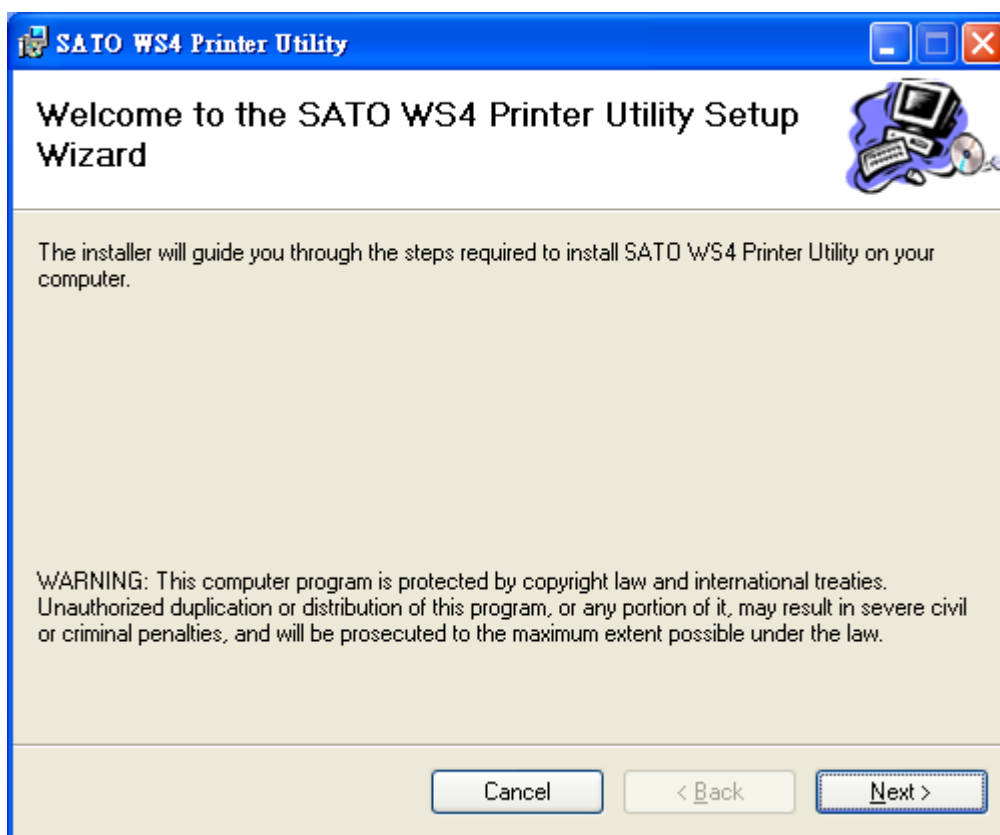 SATO WS4 Printer Utility
Welcome to the SATO WS4 Printer Utility Setup
Wizard
The installer will guide you through the steps required to install SATO WS4 Printer Utility on your
computer.
WARNING: This computer program is protected by copyright law and international treaties.
Unauthorized duplication or distribution of this program, or any portion of it, may result in severe civil
or criminal penalties, and will be prosecuted to the maximum extent possible under the law.
Cancel
< Back
Next >